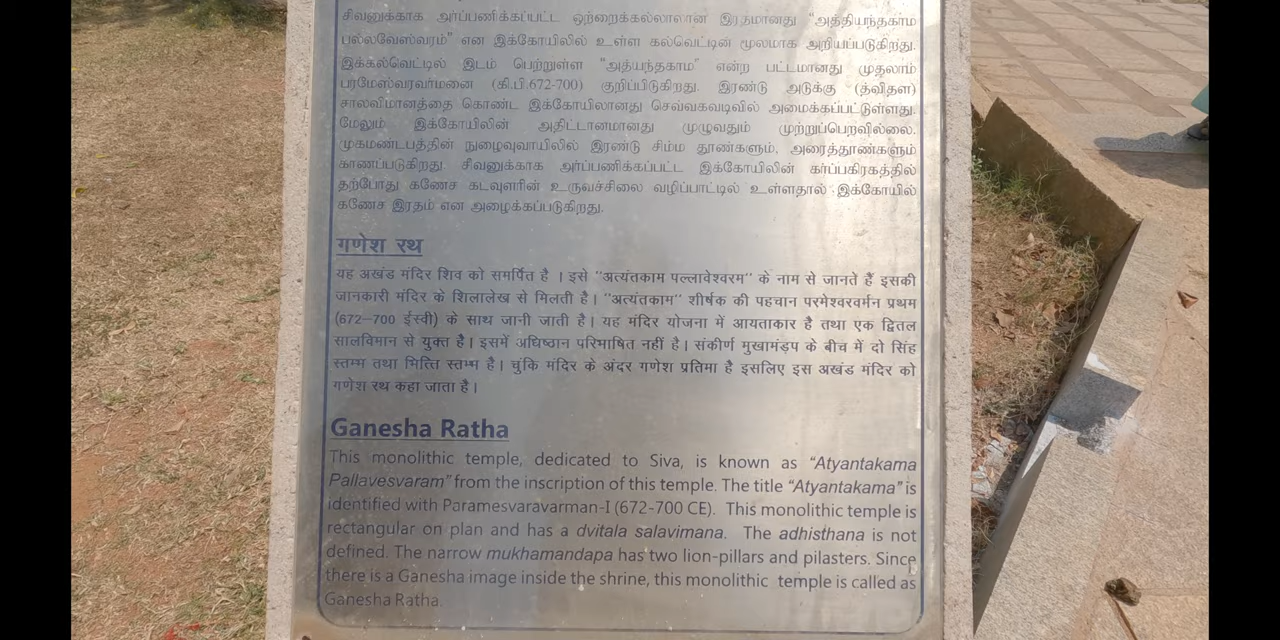 சிவனுக்காக அர்ப்பணிக்கப்பட்ட ஒற்றைக்கல்லாலான இரதமானது "அத்தியந்தகாம
பல்லவேஸ்வரம்" என இக்கோயிலில் உள்ள கல்வெட்டின் மூலமாக அறியப்படுகிறது.
இக்கல்வெட்டில் இடம் பெற்றுள்ள "அத்யந்தகாம" என்ற பட்டமானது முதலாம்
பரமேஸ்வரவர்மனை (கி.பி.672-700) குறிப்பிடுகிறது. இரண்டு அடுக்கு (த்விதள)
சாலவிமானத்தை கொண்ட இக்கோயிலானது செவ்வகவடிவில் அமைக்கப்பட்டுள்ளது.
மேலும் இக்கோயிலின் அதிட்டானமானது முழுவதும் முற்றுப்பெறவில்லை.
முகமண்டபத்தின் நுழைவுவாயிலில் இரண்டு சிம்ம தூண்களும், அரைத்தூண்களும்
காணப்படுகிறது. சிவனுக்காக அர்ப்பணிக்கப்பட்ட இக்கோயிலின் கர்ப்பகிரகத்தில்
தற்போது கணேச கடவுளரின் உருவச்சிலை வழிப்பாட்டில் உள்ளதால் இக்கோயில்
கணேச இரதம் என அழைக்கப்படுகிறது.
गणेश रथ
यह अखंड मंदिर शिव को समर्पित है । इसे "अत्यंतकाम पल्लावेश्वरम" के नाम से जानते हैं इसकी
जानकारी मंदिर के शिलालेख से मिलती है। "अत्यंतकाम" शीर्षक की पहचान परमेश्वरवर्मन प्रथम
(672-700 ईस्वी) के साथ जानी जाती है। यह मंदिर योजना में आयताकार है तथा एक द्वितल
सालविमान से युक्त है। इसमें अधिष्ठान परिभाषित नहीं है। संकीर्ण मुखामंड़प के बीच में दो सिंह
स्तम्भ तथा भित्ति स्तम्भ है। चुंकि मंदिर के अंदर गणेश प्रतिमा है इसलिए इस अखंड मंदिर को
गणेश रथ कहा जाता है।
Ganesha Ratha
This monolithic temple, dedicated to Siva, is known as "Atyantakama
Pallavesvaram" from the inscription of this temple. The title "Atyantakama" is
identified with Paramesvaravarman-I (672-700 CE). This monolithic temple is
rectangular on plan and has a dvitala salavimana. The adhisthana is not
defined. The narrow mukhamandapa has two lion-pillars and pilasters. Since
there is a Ganesha image inside the shrine, this monolithic temple is called as
Ganesha Ratha.